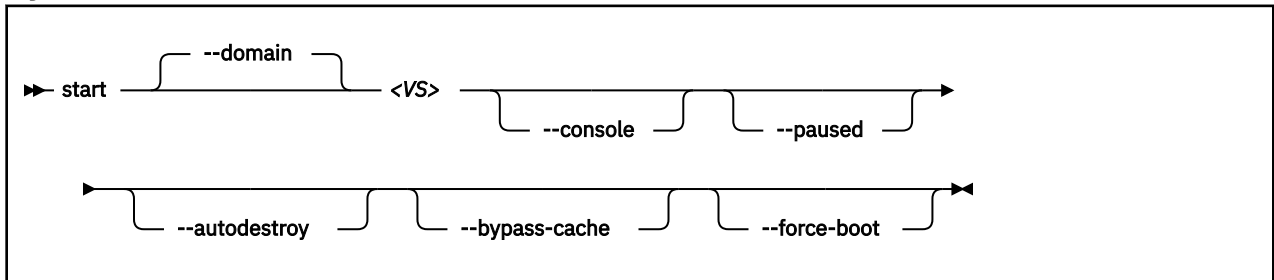 --domain
start <VS>
--console --paused
--autodestroy --bypass-cache --force-boot